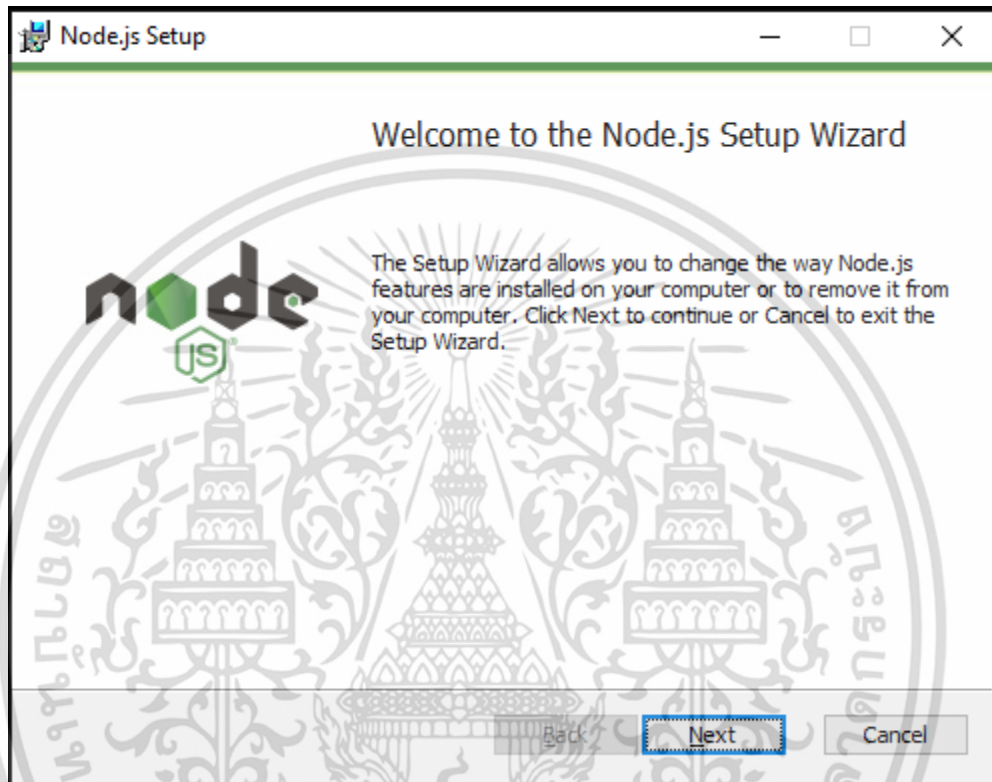 Node.js Setup
Welcome to the Node.js Setup Wizard
node
JS
The Setup Wizard allows you to change the way Node.js
features are installed on your computer or to remove it from
your computer. Click Next to continue or Cancel to exit the
Setup Wizard.
Back
Next
Cancel